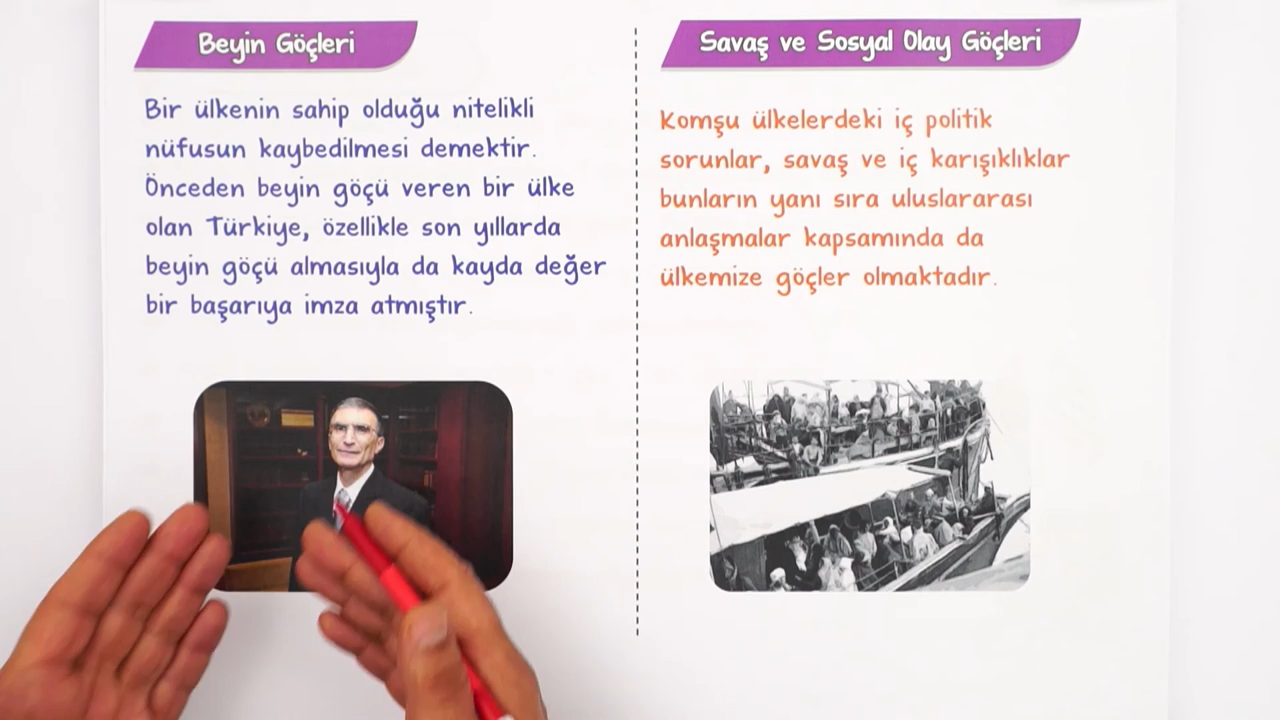 Beyin Göçleri
Bir ülkenin sahip olduğu nitelikli
nüfusun kaybedilmesi demektir.
Önceden beyin göçü veren bir ülke
olan Türkiye, özellikle son yıllarda
beyin göçü almasıyla da kayda değer
bir başarıya imza atmıştır.
Savaş ve Sosyal Olay Göçleri
Komşu ülkelerdeki iç politik
sorunlar, savaş ve iç karışıklıklar
bunların yanı sıra uluslararası
anlaşmalar kapsamında da
ülkemize göçler olmaktadır.